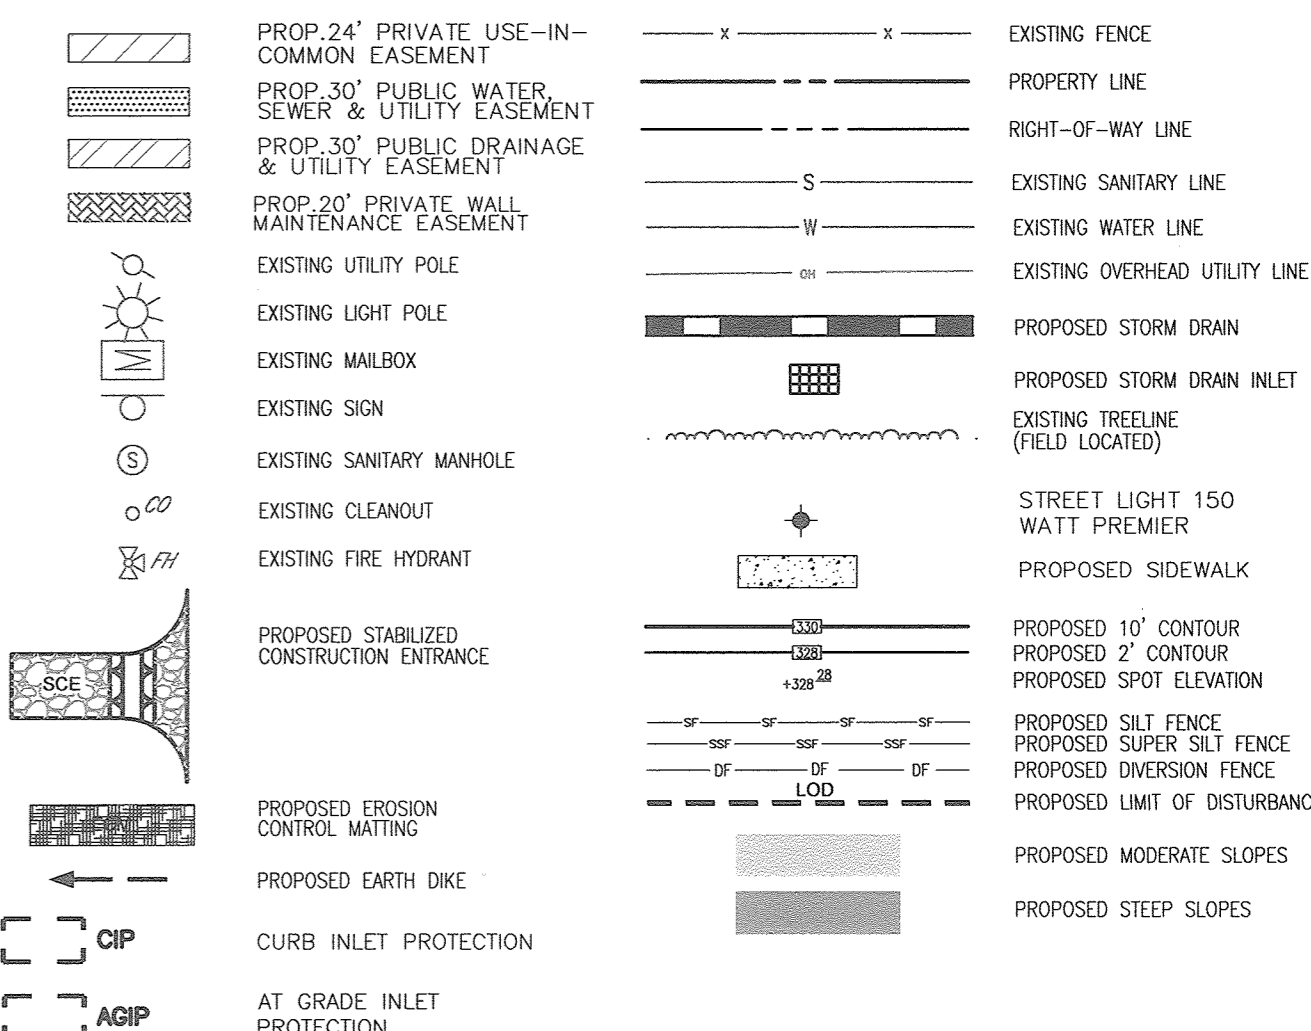 PROP.24' PRIVATE USE-IN-
COMMON EASEMENT
PROP.30' PUBLIC WATER,
SEWER & UTILITY EASEMENT
PROP.30' PUBLIC DRAINAGE
& UTILITY EASEMENT
PROP.20' PRIVATE WALL
MAINTENANCE EASEMENT
EXISTING UTILITY POLE
EXISTING LIGHT POLE
EXISTING MAILBOX
EXISTING SIGN
S EXISTING SANITARY MANHOLE
CO EXISTING CLEANOUT
FH EXISTING FIRE HYDRANT
PROPOSED STABILIZED
CONSTRUCTION ENTRANCE
SCE
PROPOSED EROSION
CONTROL MATTING
PROPOSED EARTH DIKE
CIP CURB INLET PROTECTION
AGIP AT GRADE INLET
PROTECTION
X X EXISTING FENCE
PROPERTY LINE
RIGHT-OF-WAY LINE
S EXISTING SANITARY LINE
W EXISTING WATER LINE
OH EXISTING OVERHEAD UTILITY LINE
PROPOSED STORM DRAIN
PROPOSED STORM DRAIN INLET
EXISTING TREELINE
(FIELD LOCATED)
STREET LIGHT 150
WATT PREMIER
PROPOSED SIDEWALK
330 PROPOSED 10' CONTOUR
328 PROPOSED 2' CONTOUR
+328 28 PROPOSED SPOT ELEVATION
SF SF SF SF PROPOSED SILT FENCE
SSF SSF SSF PROPOSED SUPER SILT FENCE
DF DF DF PROPOSED DIVERSION FENCE
LOD
PROPOSED LIMIT OF DISTURBANC
PROPOSED MODERATE SLOPES
PROPOSED STEEP SLOPES